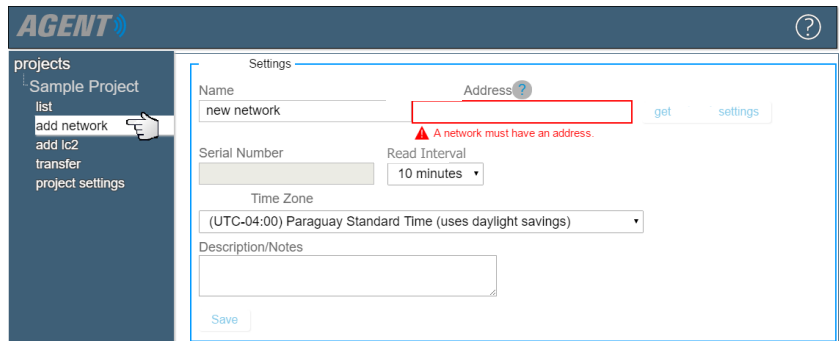 AGENT
?
projects
Sample Project
list
add network
add lc2
transfer
project settings
Settings
Name Address ?
new network get settings
A network must have an address.
Serial Number Read Interval
10 minutes
Time Zone
(UTC-04:00) Paraguay Standard Time (uses daylight savings)
Description/Notes
Save